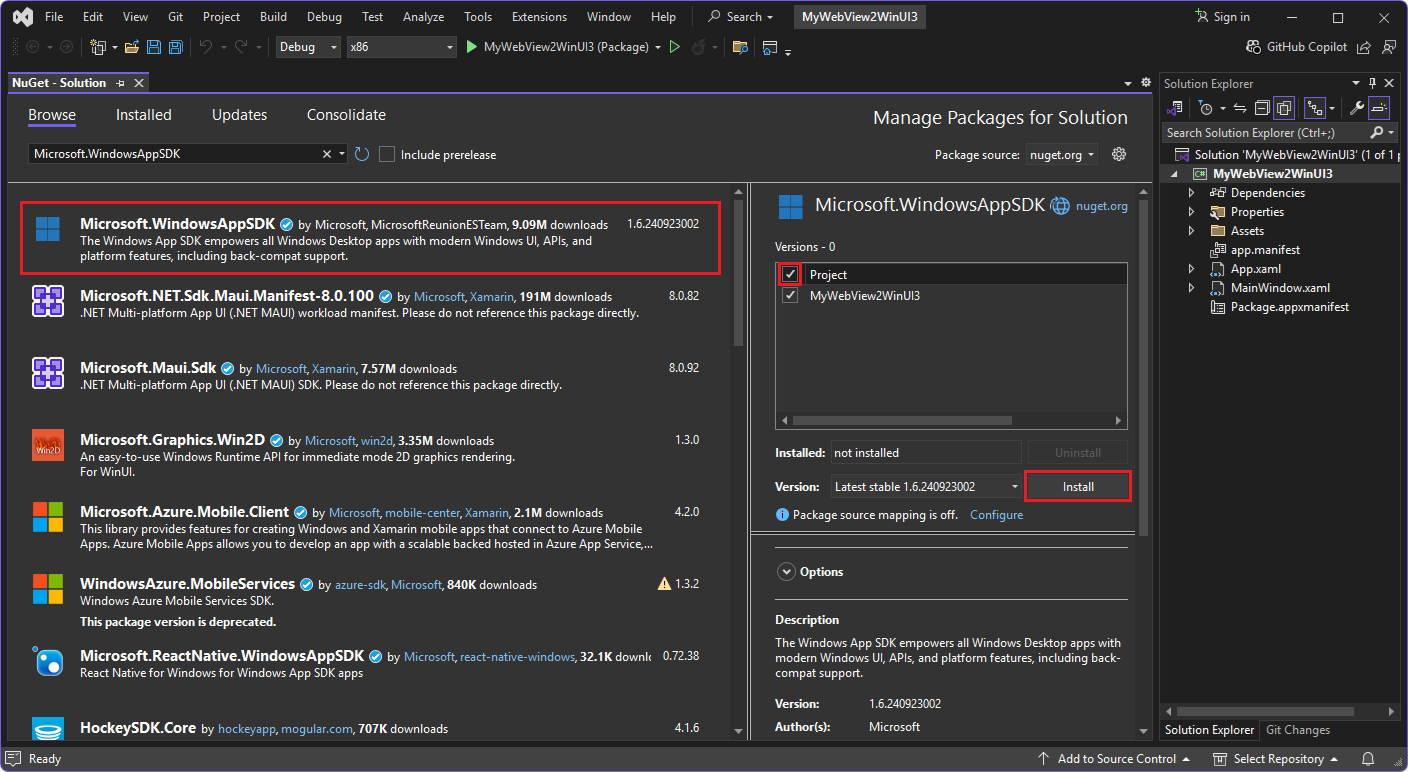 File Edit View Git Project Build Debug Test Analyze Tools Extensions Window Help Search MyWebView2WinUI3 Sign in
Debug x86 MyWebView2WinUI3 (Package) GitHub Copilot
NuGet - Solution
Browse Installed Updates Consolidate
Manage Packages for Solution
Microsoft.WindowsAppSDK
Include prerelease
Package source: nuget.org
Microsoft.WindowsAppSDK by Microsoft, MicrosoftReunionESTeam, 9.09M downloads 1.6.240923002
The Windows App SDK empowers all Windows Desktop apps with modern Windows UI, APIs, and
platform features, including back-compat support.
Microsoft.NET.Sdk.Maui.Manifest-8.0.100 by Microsoft, Xamarin, 191M downloads 8.0.82
.NET Multi-platform App UI (.NET MAUI) workload manifest. Please do not reference this package directly.
Microsoft.Maui.Sdk by Microsoft, Xamarin, 7.57M downloads 8.0.92
.NET Multi-platform App UI (.NET MAUI) SDK. Please do not reference this package directly.
Win2D
Microsoft.Graphics.Win2D by Microsoft, win2d, 3.35M downloads 1.3.0
An easy-to-use Windows Runtime API for immediate mode 2D graphics rendering.
For WinUI.
Microsoft.Azure.Mobile.Client by Microsoft, mobile-center, Xamarin, 2.1M downloads 4.2.0
This library provides features for creating Windows and Xamarin mobile apps that connect to Azure Mobile
Apps. Azure Mobile Apps allows you to develop an app with a scalable backed hosted in Azure App Service,...
WindowsAzure.MobileServices by azure-sdk, Microsoft, 840K downloads 1.3.2
Windows Azure Mobile Services SDK.
This package version is deprecated.
Microsoft.ReactNative.WindowsAppSDK by Microsoft, react-native-windows, 32.1K downl 0.72.38
React Native for Windows for Windows App SDK apps
HockeySDK.Core by hockeyapp, mogular.com, 707K downloads 4.1.6
Microsoft.WindowsAppSDK nuget.org
Versions - 0
Project
MyWebView2WinUI3
Installed: not installed Uninstall
Version: Latest stable 1.6.240923002 Install
Package source mapping is off. Configure
Options
Description
The Windows App SDK empowers all Windows Desktop apps with
modern Windows UI, APIs, and platform features, including back-
compat support.
Version: 1.6.240923002
Author(s): Microsoft
Solution Explorer
Search Solution Explorer (Ctrl+;)
Solution 'MyWebView2WinUI3' (1 of 1 p
C# MyWebView2WinUI3
Dependencies
Properties
Assets
app.manifest
App.xaml
MainWindow.xaml
Package.appxmanifest
Solution Explorer Git Changes
Ready Add to Source Control Select Repository